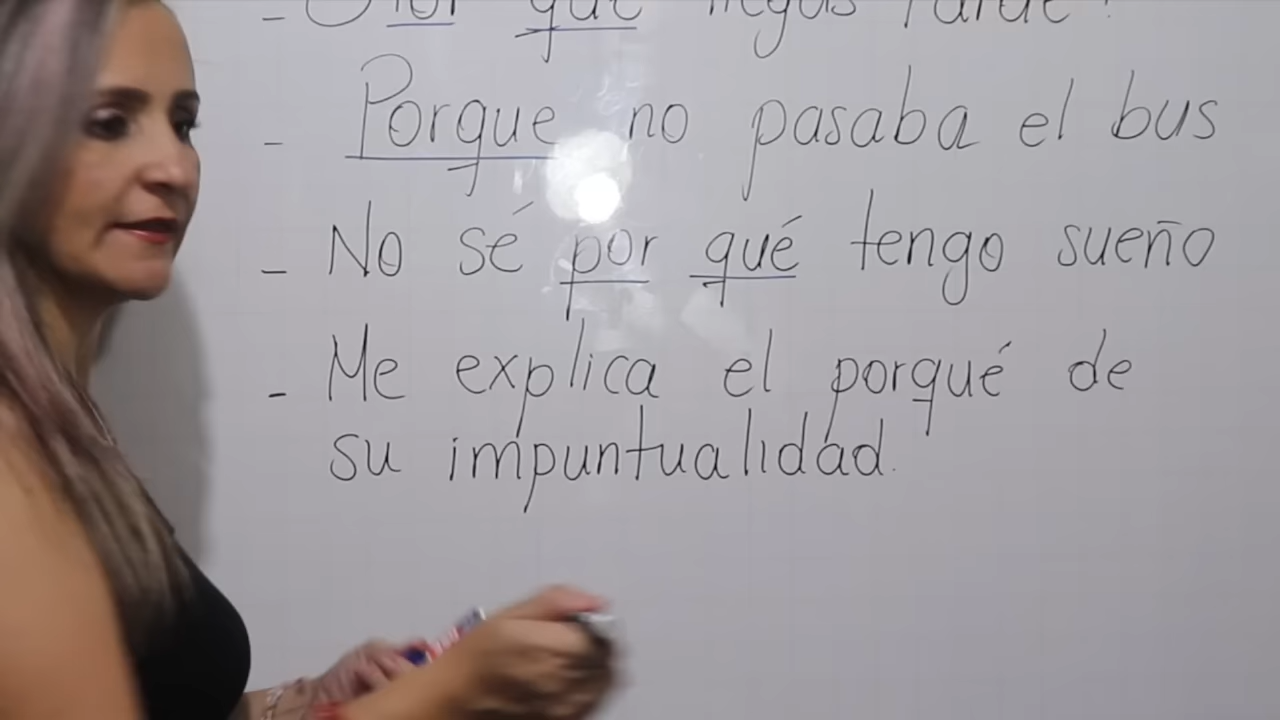 - ¿Por qué llegas tarde?
- Porque no pasaba el bus
- No sé por qué tengo sueño
- Me explica el porqué de
su impuntualidad.